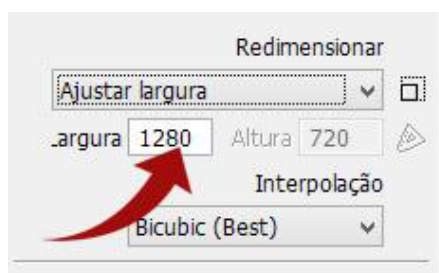 Redimensionar
Ajustar largura
.argura 1280 Altura 720
Interpolação
Bicubic (Best)